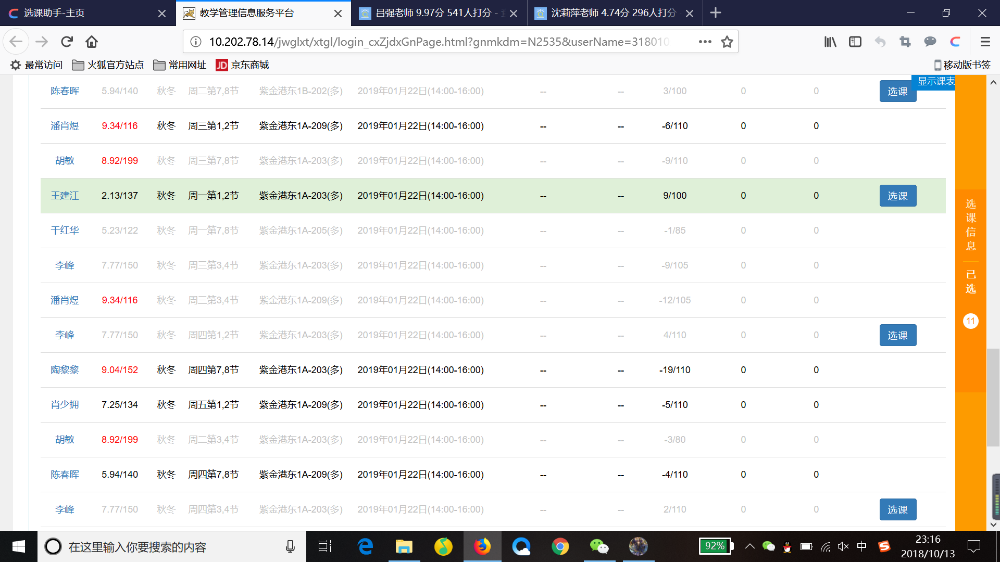 选课助手-主页
教学管理信息服务平台
吕强老师 9.97分 541人打分 -
沈莉萍老师 4.74分 296人打分
10.202.78.14/jwglxt/xtgl/login_cxZjdxGnPage.html?gnmkdm=N2535&userName=318010
最常访问 火狐官方站点 常用网址 JD 京东商城 移动版书签
显示课表
陈春晖 5.94/140 秋冬 周二第7,8节 紫金港东1B-202(多) 2019年01月22日(14:00-16:00) -- -- 3/100 0 0 选课
潘肖煜 9.34/116 秋冬 周三第1,2节 紫金港东1A-209(多) 2019年01月22日(14:00-16:00) -- -- -6/110 0 0
胡敏 8.92/199 秋冬 周三第7,8节 紫金港东1A-203(多) 2019年01月22日(14:00-16:00) -- -- -9/110 0 0
王建江 2.13/137 秋冬 周一第1,2节 紫金港东1A-203(多) 2019年01月22日(14:00-16:00) -- -- 9/100 0 0 选课
干红华 5.23/122 秋冬 周一第7,8节 紫金港东1A-205(多) 2019年01月22日(14:00-16:00) -- -- -1/85 0 0
李峰 7.77/150 秋冬 周三第3,4节 紫金港东1A-203(多) 2019年01月22日(14:00-16:00) -- -- -9/105 0 0
潘肖煜 9.34/116 秋冬 周三第3,4节 紫金港东1A-209(多) 2019年01月22日(14:00-16:00) -- -- -12/105 0 0
李峰 7.77/150 秋冬 周四第1,2节 紫金港东1A-203(多) 2019年01月22日(14:00-16:00) -- -- 4/110 0 0 选课
陶黎黎 9.04/152 秋冬 周四第7,8节 紫金港东1A-203(多) 2019年01月22日(14:00-16:00) -- -- -19/110 0 0
肖少拥 7.25/134 秋冬 周五第1,2节 紫金港东1A-209(多) 2019年01月22日(14:00-16:00) -- -- -5/110 0 0
胡敏 8.92/199 秋冬 周二第3,4节 紫金港东1A-203(多) 2019年01月22日(14:00-16:00) -- -- -3/80 0 0
陈春晖 5.94/140 秋冬 周四第7,8节 紫金港东1A-209(多) 2019年01月22日(14:00-16:00) -- -- -4/110 0 0
李峰 7.77/150 秋冬 周四第3,4节 紫金港东1A-203(多) 2019年01月22日(14:00-16:00) -- -- 2/110 0 0 选课
选课信息
已选
11
在这里输入你要搜索的内容
92%
中
23:16
2018/10/13